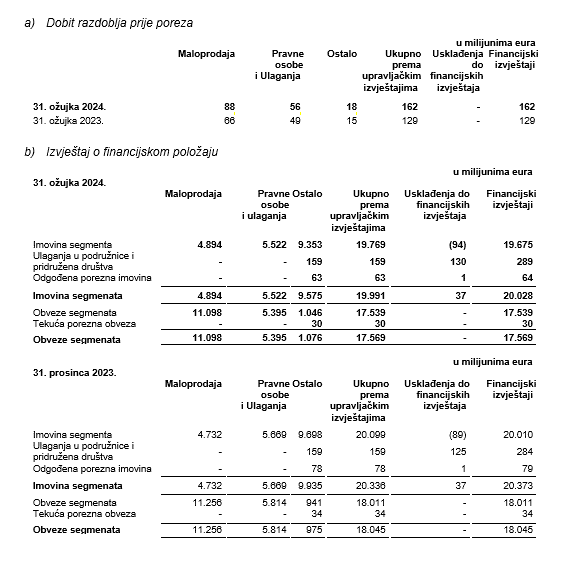 a) Dobit razdoblja prije poreza
u milijunima eura
Maloprodaja Pravne osobe i Ulaganja Ostalo Ukupno prema upravljačkim izvještajima Usklađenja do financijskih izvještaja Financijski izvještaji
31. ožujka 2024. 88 56 18 162 - 162
31. ožujka 2023. 66 49 15 129 - 129
b) Izvještaj o financijskom položaju
u milijunima eura
31. ožujka 2024.
Maloprodaja Pravne osobe i ulaganja Ostalo Ukupno prema upravljačkim izvještajima Usklađenja do financijskih izvještaja Financijski izvještaji
Imovina segmenta 4.894 5.522 9.353 19.769 (94) 19.675
Ulaganja u podružnice i
pridružena društva - - 159 159 130 289
Odgođena porezna imovina - - 63 63 1 64
Imovina segmenata 4.894 5.522 9.575 19.991 37 20.028
Obveze segmenata 11.098 5.395 1.046 17.539 - 17.539
Tekuća porezna obveza - - 30 30 - 30
Obveze segmenata 11.098 5.395 1.076 17.569 - 17.569
u milijunima eura
31. prosinca 2023.
Maloprodaja Pravne osobe i Ulaganja Ostalo Ukupno prema upravljačkim izvještajima Usklađenja do financijskih izvještaja Financijski izvještaji
Imovina segmenta 4.732 5.669 9.698 20.099 (89) 20.010
Ulaganja u podružnice i
pridružena društva - - 159 159 125 284
Odgođena porezna imovina - - 78 78 1 79
Imovina segmenata 4.732 5.669 9.935 20.336 37 20.373
Obveze segmenata 11.256 5.814 941 18.011 - 18.011
Tekuća porezna obveza - - 34 34 - 34
Obveze segmenata 11.256 5.814 975 18.045 - 18.045